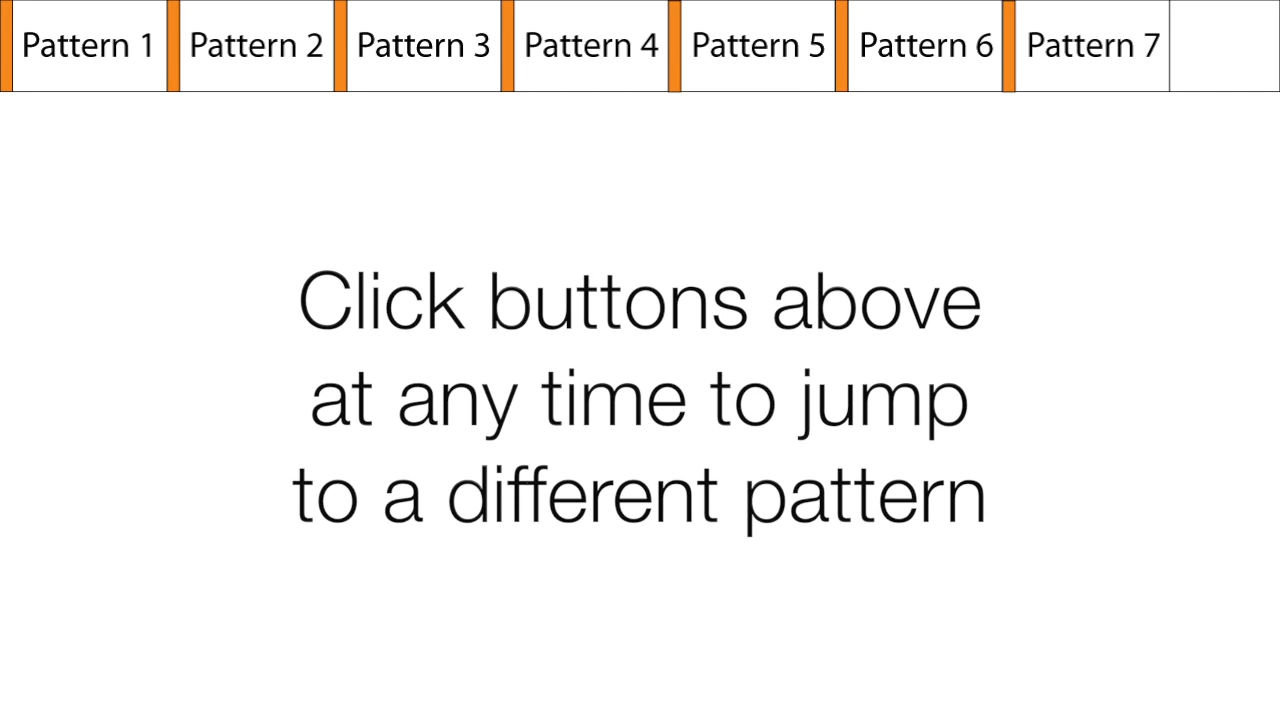 Pattern 1 Pattern 2 Pattern 3 Pattern 4 Pattern 5 Pattern 6 Pattern 7
Click buttons above
at any time to jump
to a different pattern